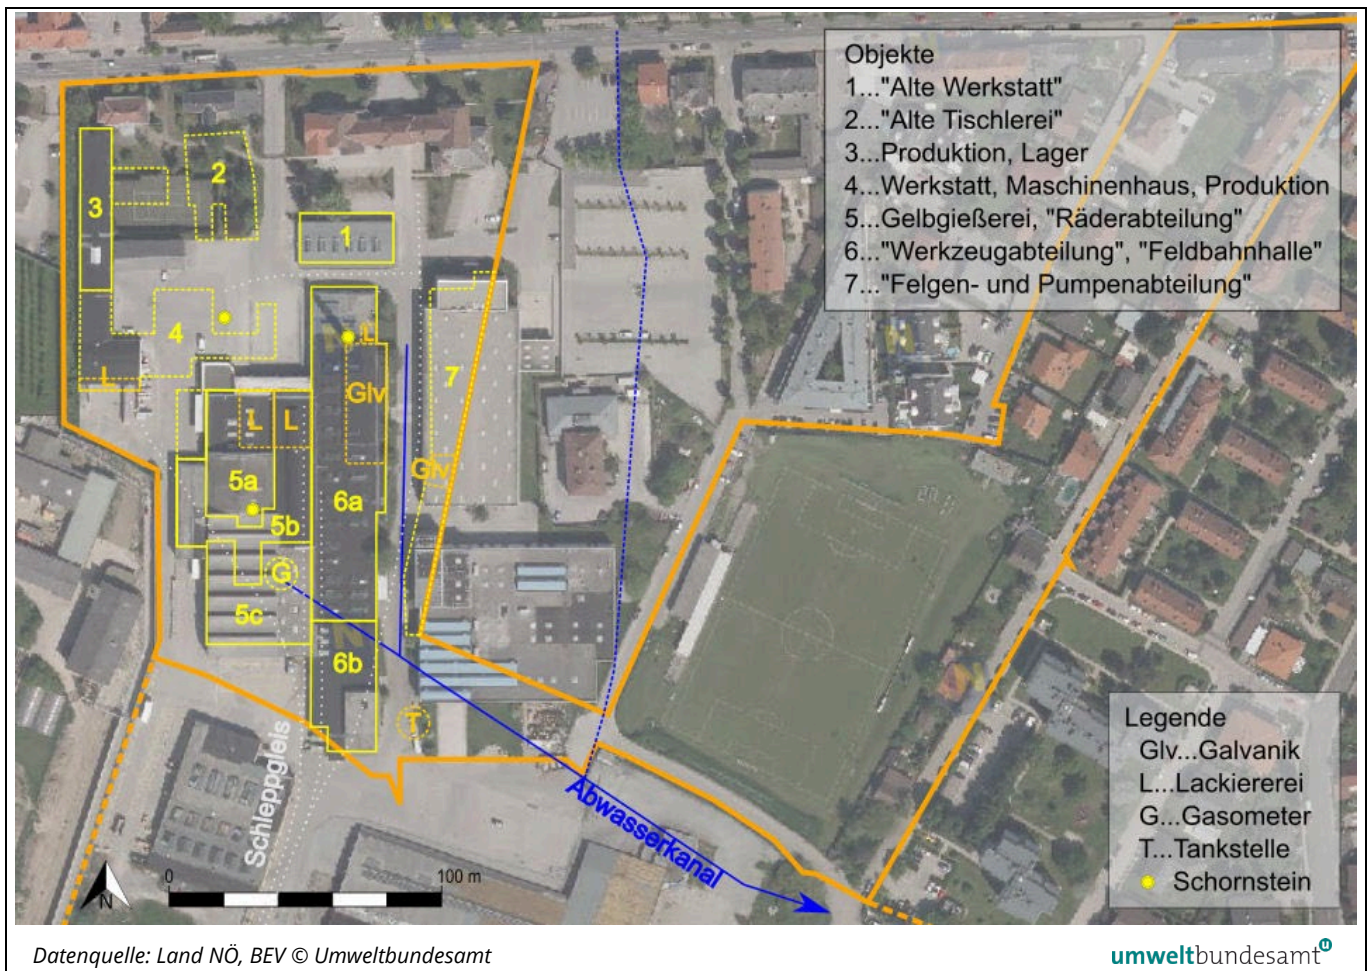 Objekte
1..."Alte Werkstatt"
2..."Alte Tischlerei"
3...Produktion, Lager
4...Werkstatt, Maschinenhaus, Produktion
5...Gelbgießerei, "Räderabteilung"
6..."Werkzeugabteilung", "Feldbahnhalle"
7..."Felgen- und Pumpenabteilung"
2
3
1
4
L
7
L
Glv
L
L
Glv
5a
6a
5b
G
5c
6b
T
Schleppgleis
Abwasserkanal
Legende
Glv...Galvanik
L...Lackiererei
G...Gasometer
T...Tankstelle
Schornstein
N
0
100 m
Datenquelle: Land NÖ, BEV © Umweltbundesamt
umweltbundesamt
u